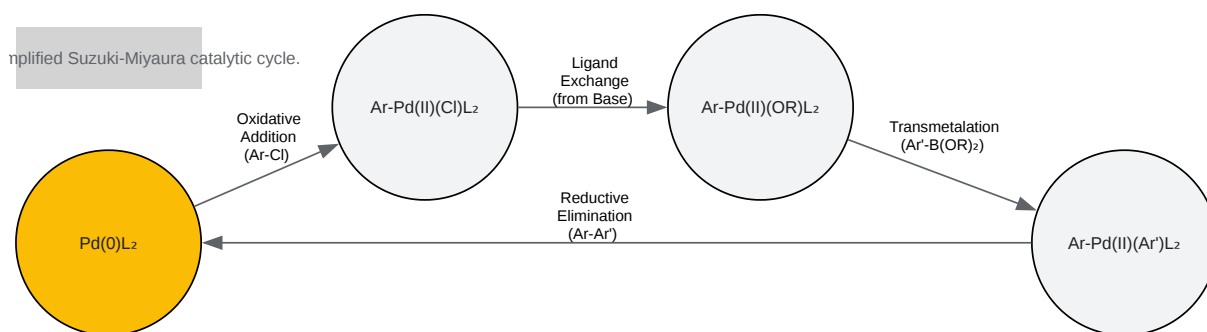 mplified Suzuki-Miyaura catalytic cycle.
Ar-Pd(II)(Cl)L₂
Ligand
Exchange
(from Base)
Ar-Pd(II)(OR)L₂
Oxidative
Addition
(Ar-Cl)
Transmetalation
(Ar'-B(OR)₂)
Pd(0)L₂
Reductive
Elimination
(Ar-Ar')
Ar-Pd(II)(Ar')L₂